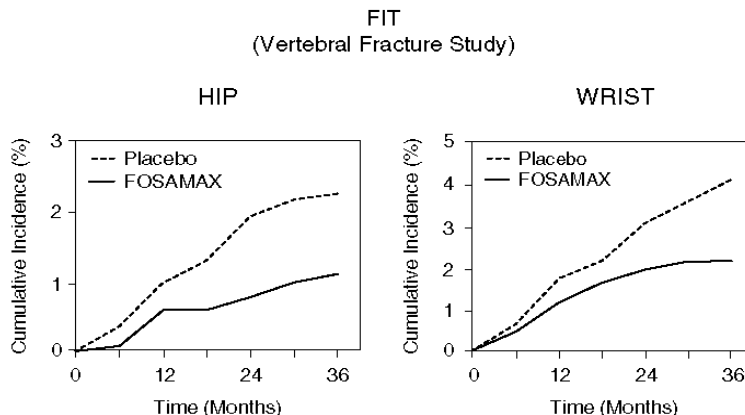 FIT
(Vertebral Fracture Study)
HIP
Cumulative Incidence (%)
3
2
1
0
Placebo
FOSAMAX
0 12 24 36
Time (Months)
WRIST
Cumulative Incidence (%)
5
4
3
2
1
0
Placebo
FOSAMAX
0 12 24 36
Time (Months)